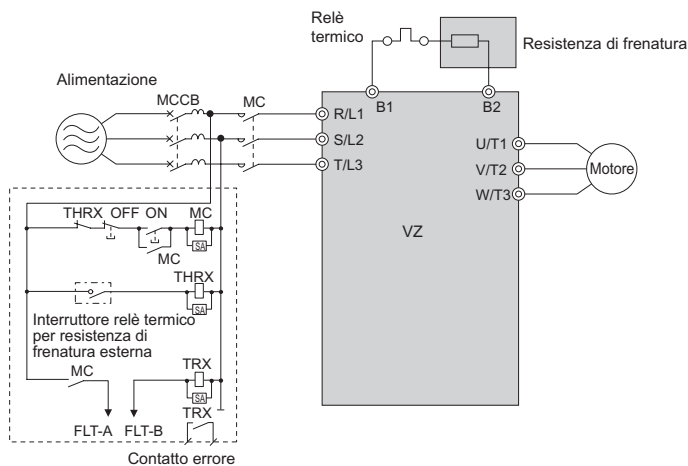 Relè
termico
Resistenza di frenatura
Alimentazione
MCCB
MC
B1
B2
R/L1
S/L2
T/L3
U/T1
V/T2
W/T3
Motore
VZ
THRX
OFF
ON
MC
SA
MC
THRX
SA
Interruttore relè termico
per resistenza di
frenatura esterna
MC
TRX
SA
TRX
FLT-A
FLT-B
Contatto errore